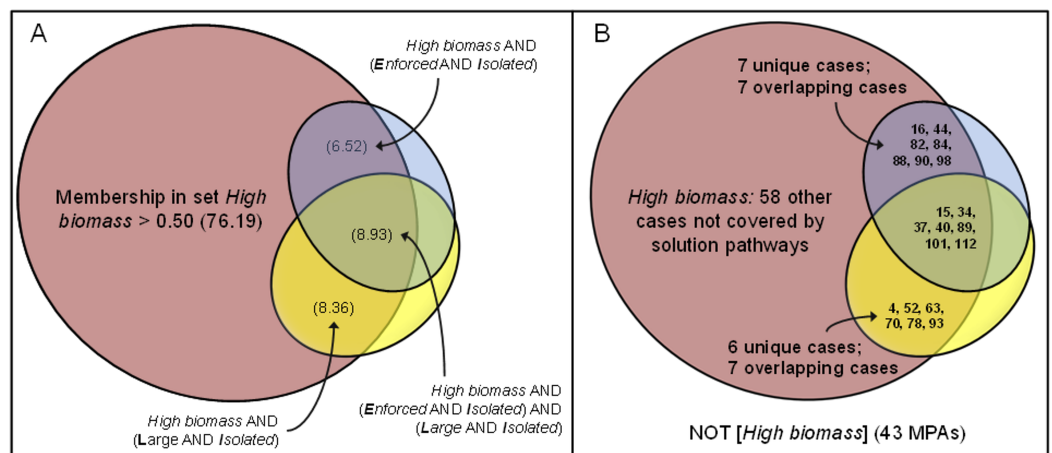 A
High biomass AND
(Enforced AND Isolated)
(6.52)
Membership in set High
biomass > 0.50 (76.19)
(8.93)
(8.36)
High biomass AND
(Large AND Isolated)
High biomass AND
(Enforced AND Isolated) AND
(Large AND Isolated)
B
7 unique cases;
7 overlapping cases
16, 44,
82, 84,
88, 90, 98
High biomass: 58 other
cases not covered by
solution pathways
15, 34,
37, 40, 89,
101, 112
4, 52, 63,
70, 78, 93
6 unique cases;
7 overlapping cases
NOT [High biomass] (43 MPAs)